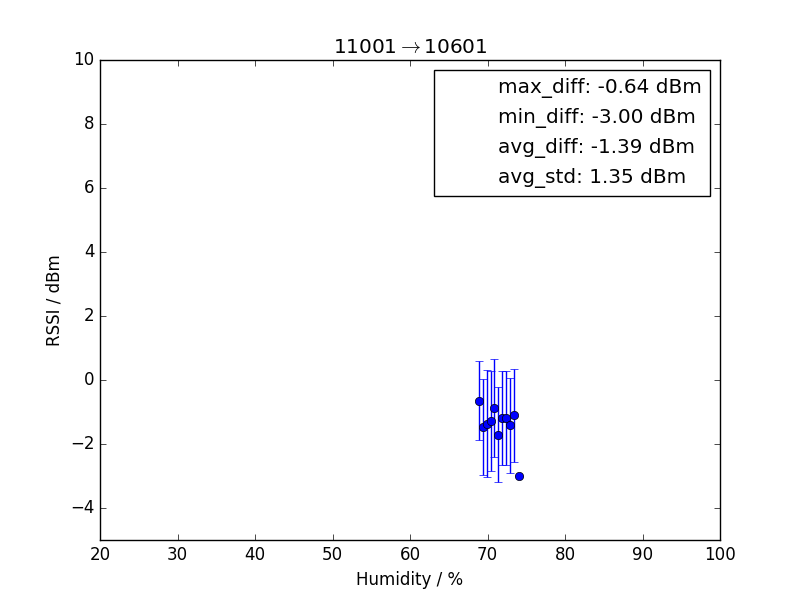 11001→10601
max_diff: -0.64 dBm
min_diff: -3.00 dBm
avg_diff: -1.39 dBm
avg_std: 1.35 dBm
10
8
6
4
2
0
−2
−4
RSSI / dBm
20 30 40 50 60 70 80 90 100
Humidity / %